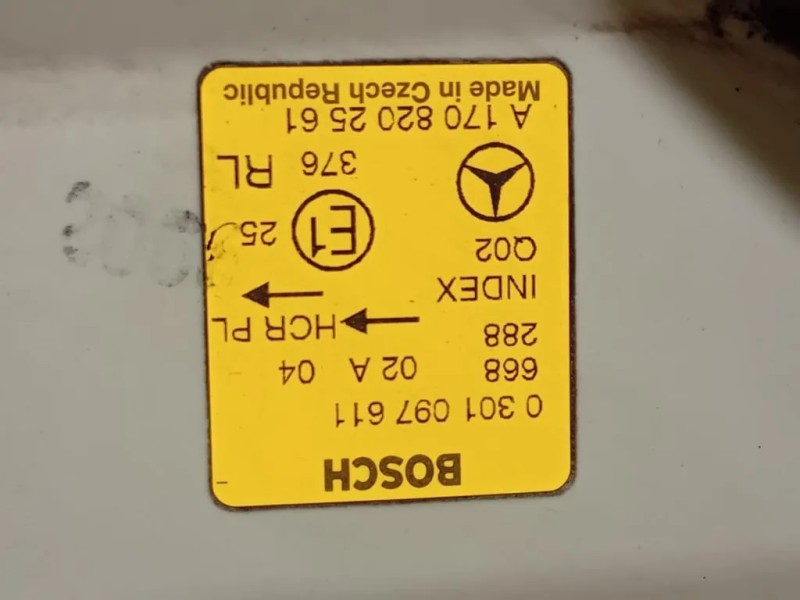 BOSCH
0 301 097 611
668 02 A 04
288 HCR PL
INDEX
Q02 E1 25
376 RL
A 170 820 25 61
Made in Czech Republic